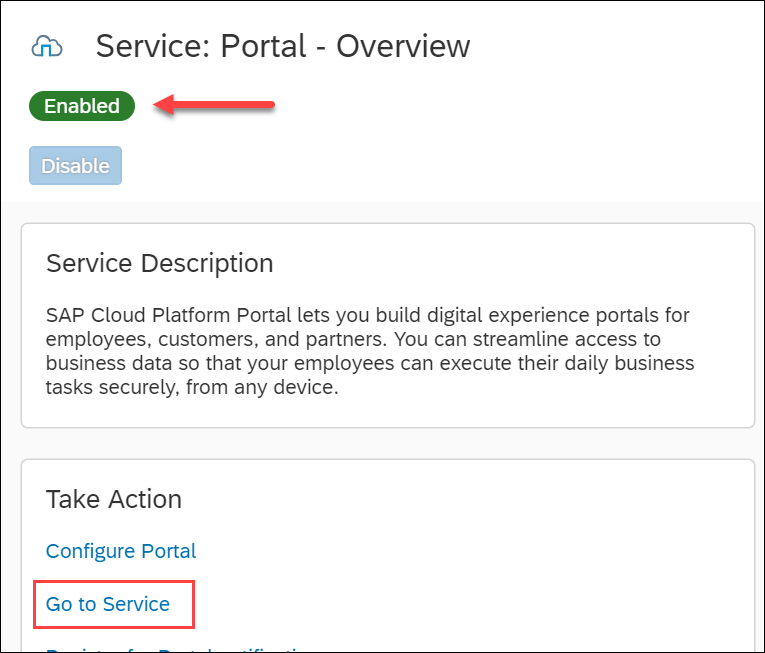 Service: Portal - Overview
Enabled
Disable
Service Description
SAP Cloud Platform Portal lets you build digital experience portals for
employees, customers, and partners. You can streamline access to
business data so that your employees can execute their daily business
tasks securely, from any device.
Take Action
Configure Portal
Go to Service